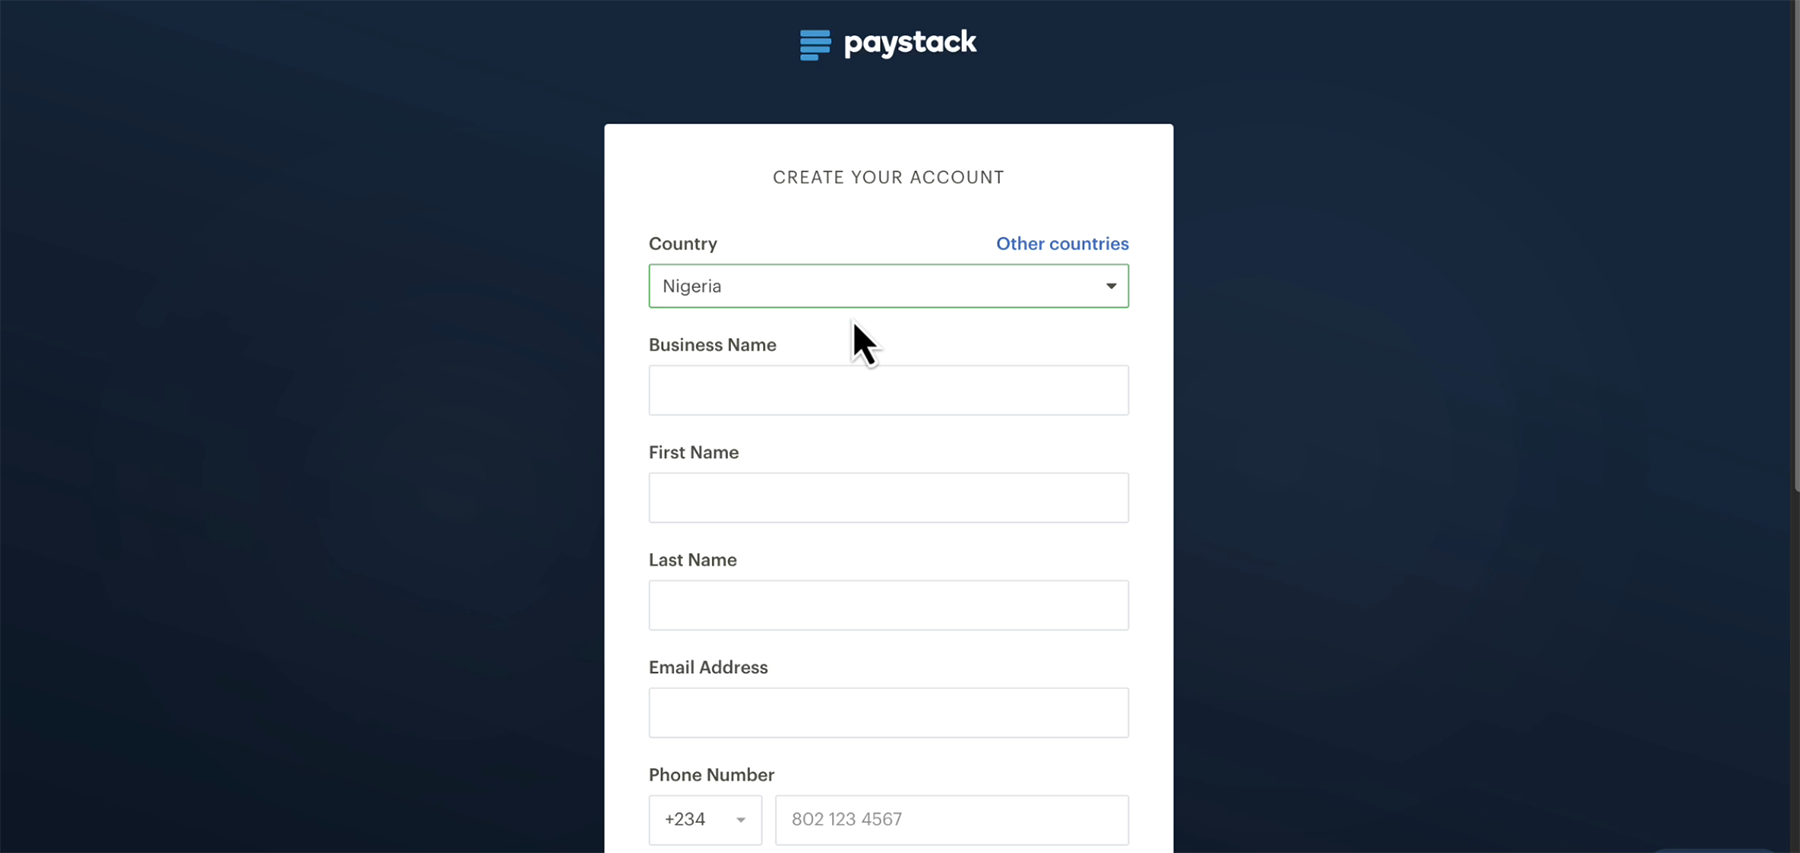 paystack
CREATE YOUR ACCOUNT
Country Other countries
Nigeria
Business Name
First Name
Last Name
Email Address
Phone Number
+234 802 123 4567